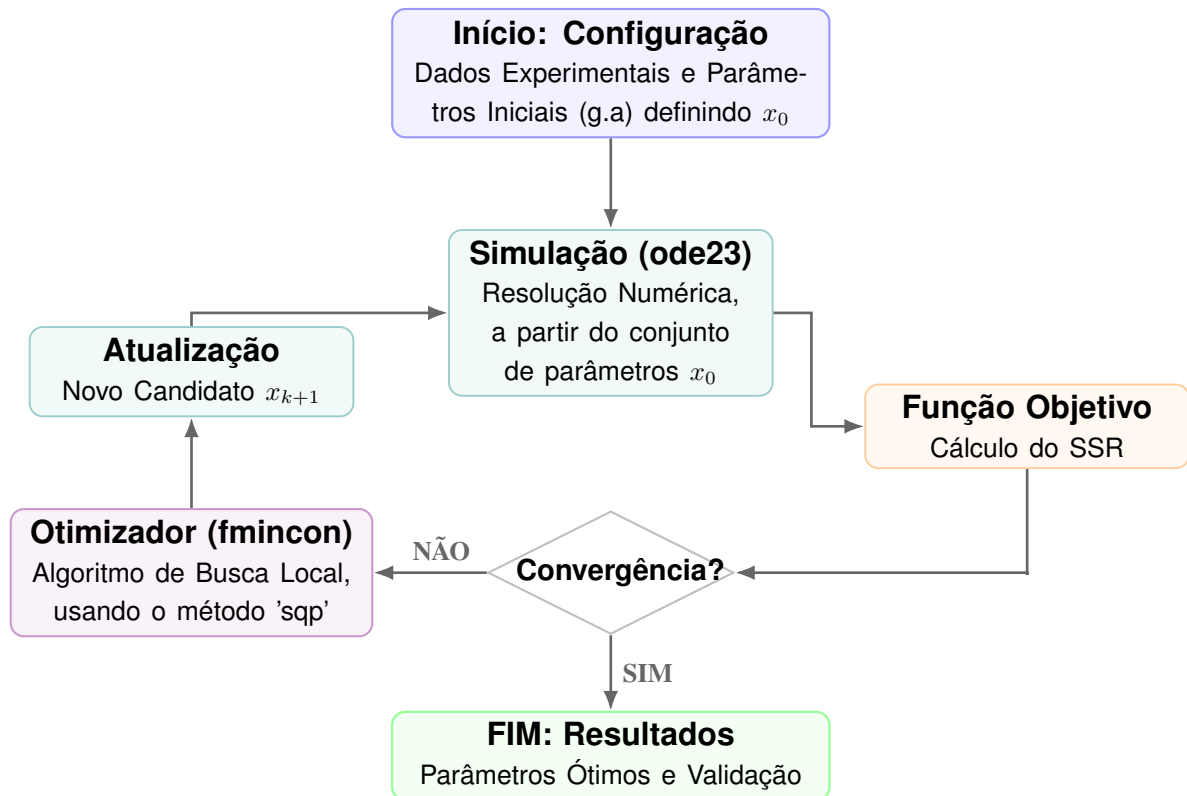 Início: Configuração
Dados Experimentais e Parâme-
tros Iniciais (g.a) definindo x₀
Simulação (ode23)
Resolução Numérica,
a partir do conjunto
de parâmetros x₀
Atualização
Novo Candidato xₖ₊₁
Função Objetivo
Cálculo do SSR
Otimizador (fmincon)
Algoritmo de Busca Local,
usando o método 'sqp'
NÃO
Convergência?
SIM
FIM: Resultados
Parâmetros Ótimos e Validação